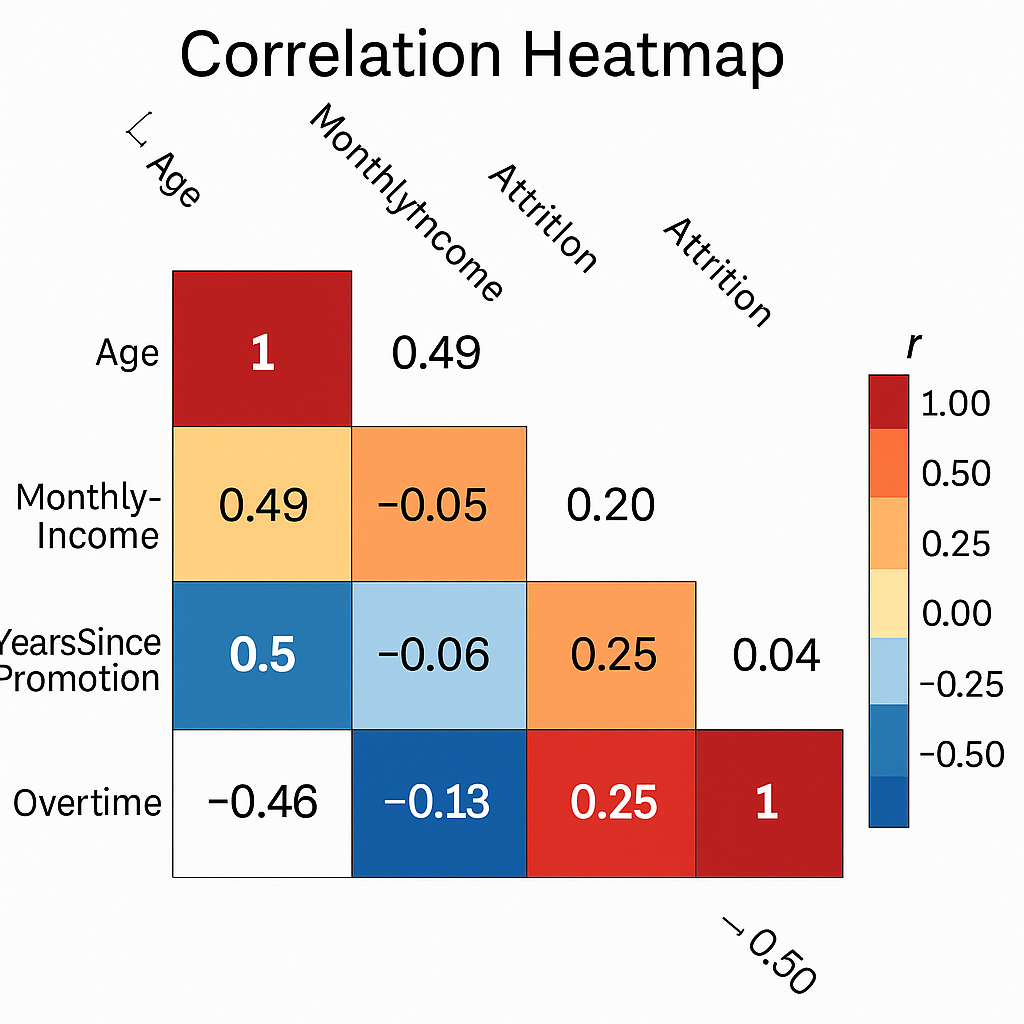 Correlation Heatmap
Age
MonthlyIncome
AttritIon
Attrition
r
Age
1
0.49
1.00
Monthly-
Income
0.49
−0.05
0.20
0.50
0.25
YearsSince
Promotion
0.5
−0.06
0.25
0.04
0.00
−0.25
−0.50
Overtime
−0.46
−0.13
0.25
1
0.50